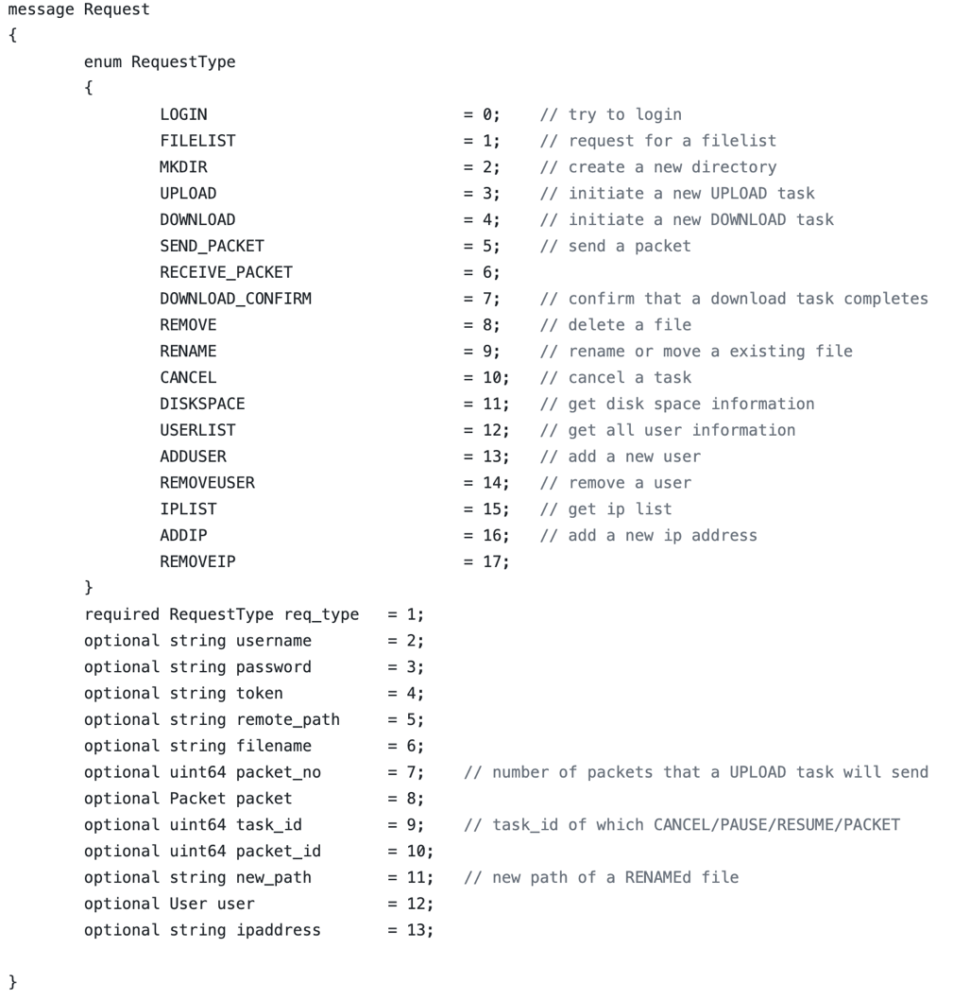 message Request
{
enum RequestType
{
LOGIN = 0; // try to login
FILELIST = 1; // request for a filelist
MKDIR = 2; // create a new directory
UPLOAD = 3; // initiate a new UPLOAD task
DOWNLOAD = 4; // initiate a new DOWNLOAD task
SEND_PACKET = 5; // send a packet
RECEIVE_PACKET = 6;
DOWNLOAD_CONFIRM = 7; // confirm that a download task completes
REMOVE = 8; // delete a file
RENAME = 9; // rename or move a existing file
CANCEL = 10; // cancel a task
DISKSPACE = 11; // get disk space information
USERLIST = 12; // get all user information
ADDUSER = 13; // add a new user
REMOVEUSER = 14; // remove a user
IPLIST = 15; // get ip list
ADDIP = 16; // add a new ip address
REMOVEIP = 17;
}
required RequestType req_type = 1;
optional string username = 2;
optional string password = 3;
optional string token = 4;
optional string remote_path = 5;
optional string filename = 6;
optional uint64 packet_no = 7; // number of packets that a UPLOAD task will send
optional Packet packet = 8;
optional uint64 task_id = 9; // task_id of which CANCEL/PAUSE/RESUME/PACKET
optional uint64 packet_id = 10;
optional string new_path = 11; // new path of a RENAMEd file
optional User user = 12;
optional string ipaddress = 13;
}